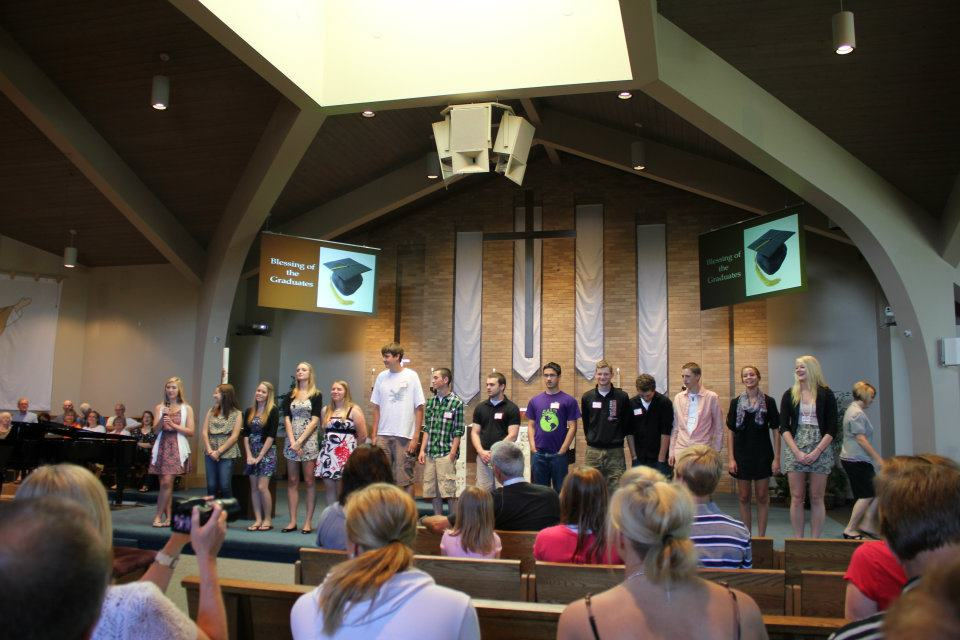 Blessing of
the
Graduates
Blessing of
the
Graduates